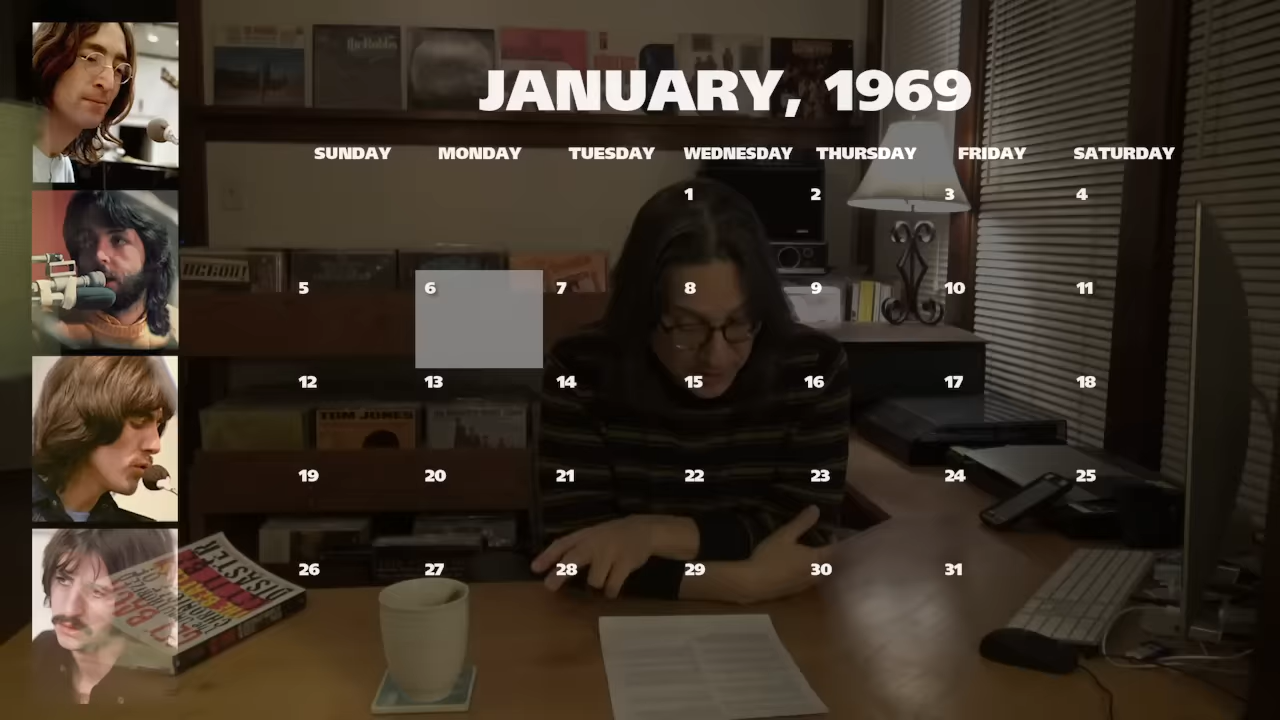 JANUARY, 1969
SUNDAY MONDAY TUESDAY WEDNESDAY THURSDAY FRIDAY SATURDAY
1 2 3 4
5 6 7 8 9 10 11
12 13 14 15 16 17 18
19 20 21 22 23 24 25
26 27 28 29 30 31
TOM JONES
DISASTER